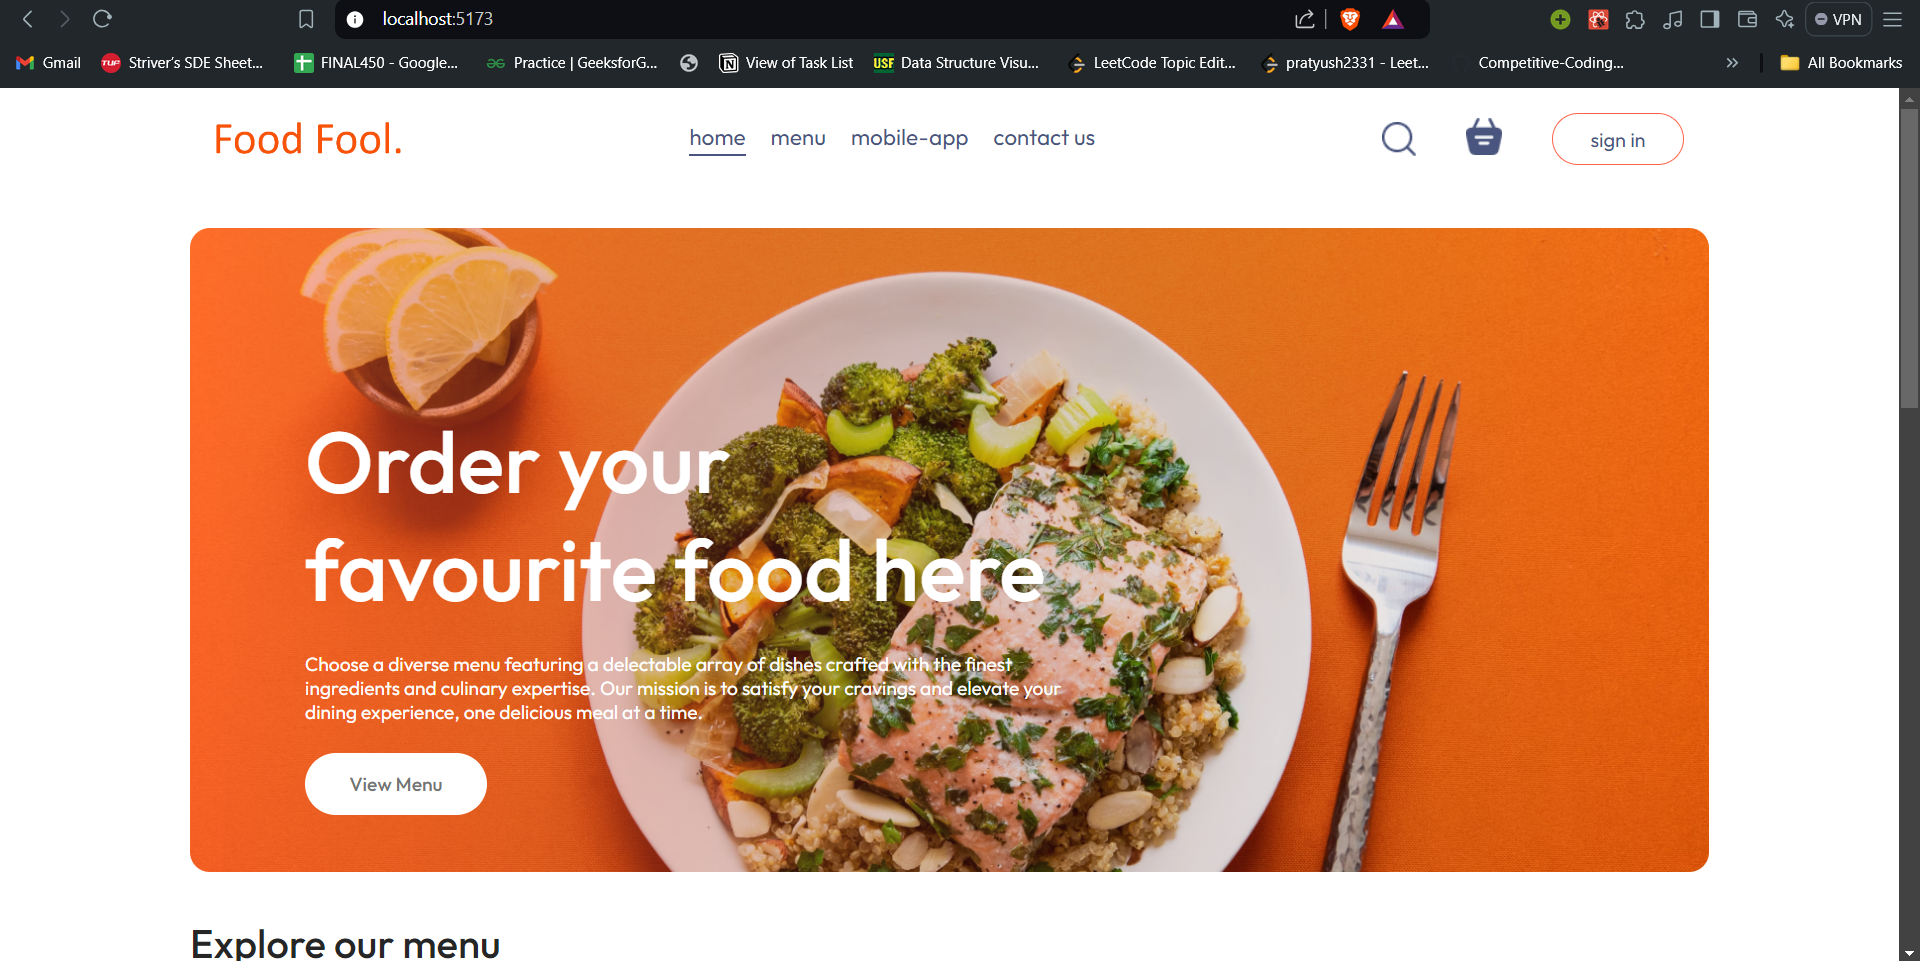 localhost:5173
VPN
Gmail
Striver's SDE Sheet...
FINAL450 - Google...
Practice | GeeksforG...
View of Task List
USF Data Structure Visu...
LeetCode Topic Edit...
pratyush2331 - Leet...
Competitive-Coding...
All Bookmarks
Food Fool.
home
menu
mobile-app
contact us
sign in
Order your
favourite food here
Choose a diverse menu featuring a delectable array of dishes crafted with the finest
ingredients and culinary expertise. Our mission is to satisfy your cravings and elevate your
dining experience, one delicious meal at a time.
View Menu
Explore our menu